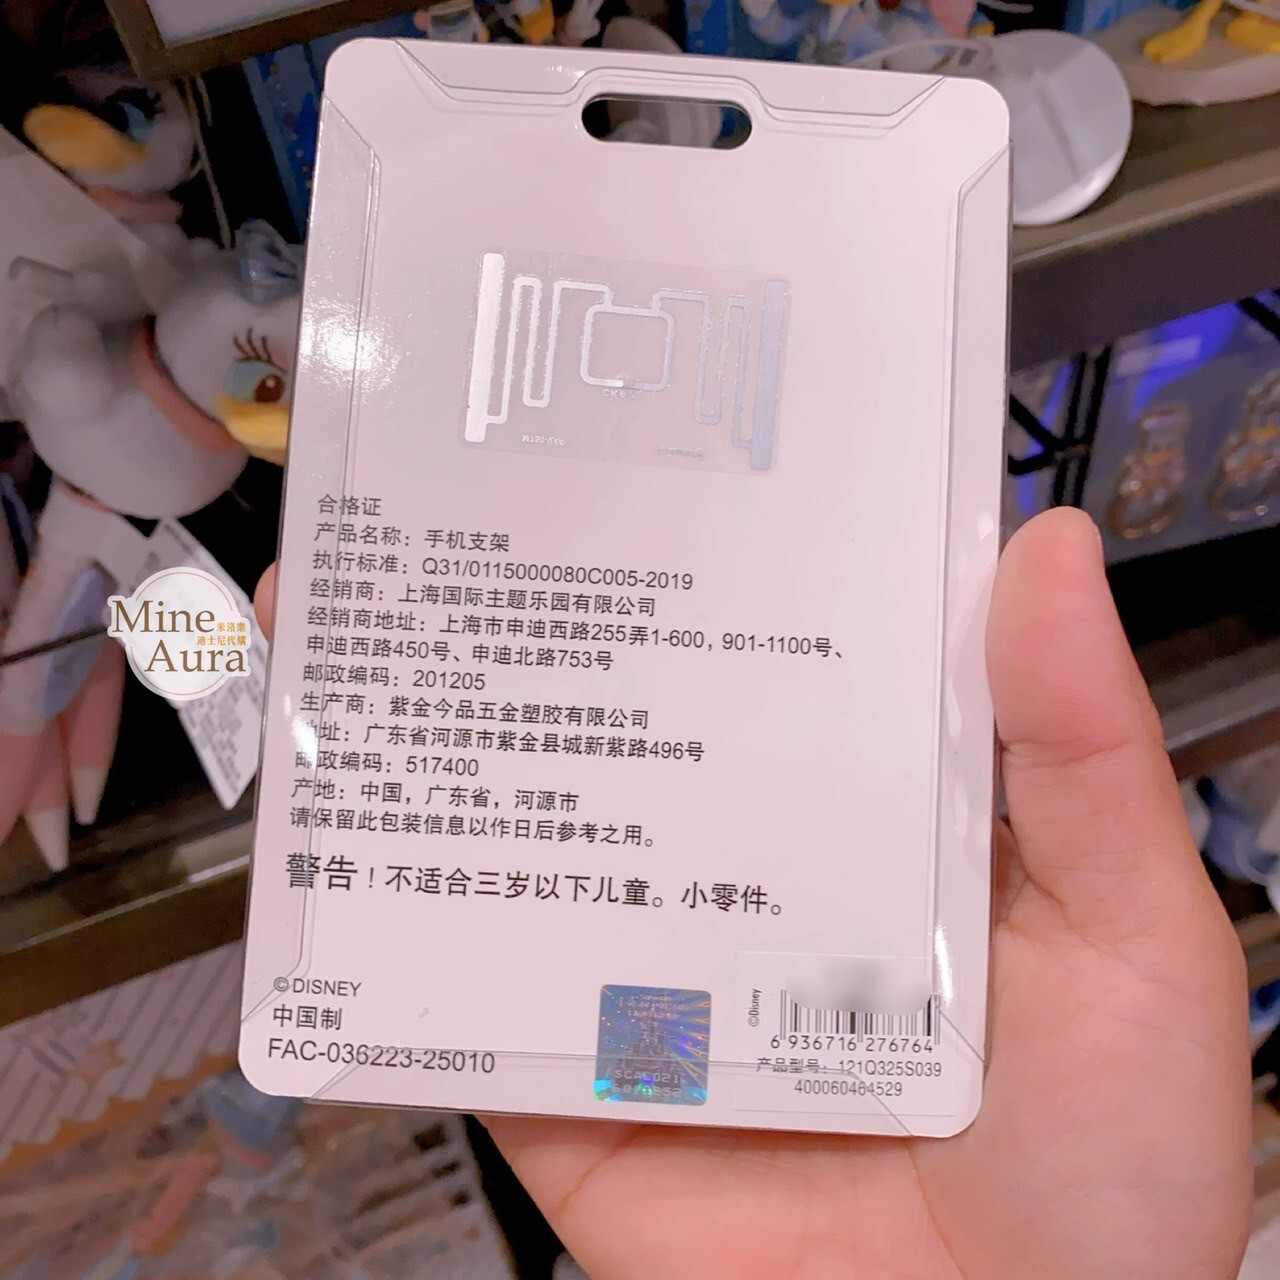 合格证
产品名称：手机支架
执行标准：Q31/0115000080C005-2019
经销商：上海国际主题乐园有限公司
经销商地址：上海市申迪西路255弄1-600, 901-1100号、
申迪西路450号、申迪北路753号
邮政编码：201205
生产商：紫金今品五金塑胶有限公司
地址：广东省河源市紫金县城新紫路496号
邮政编码：517400
产地：中国，广东省，河源市
请保留此包装信息以作日后参考之用。
警告！不适合三岁以下儿童。小零件。
©DISNEY
中国制
FAC-036223-25010
©Disney
6 936716 276764
产品型号：121Q325S039
400060464529
Mine
米洛奧
迪士尼代購
Aura